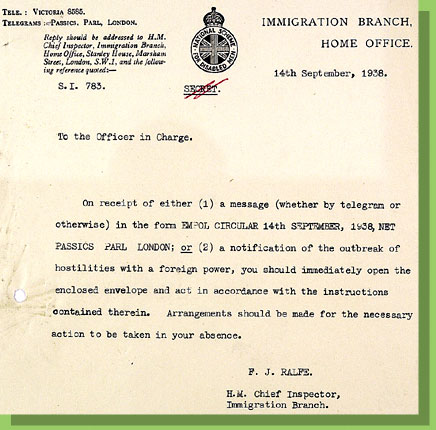 TELE.: VICTORIA 8585.
TELEGRAMS:-PASSICS, PARL, LONDON.
Reply should be addressed to H.M.
Chief Inspector, Immigration Branch,
Home Office, Stanley House, Marsham
Street, London, S.W.1, and the follow-
ing reference quoted:—
S.I. 783.
NATIONAL SCHEME
FOR DISABLED MEN
IMMIGRATION BRANCH,
HOME OFFICE.
14th September, 1938.
SECRET.
To the Officer in Charge.
On receipt of either (1) a message (whether by telegram or
otherwise) in the form EMPOL CIRCULAR 14th SEPTEMBER, 1938, NET
PASSICS PARL LONDON; or (2) a notification of the outbreak of
hostilities with a foreign power, you should immediately open the
enclosed envelope and act in accordance with the instructions
contained therein. Arrangements should be made for the necessary
action to be taken in your absence.
F. J. RALFE.
H.M. Chief Inspector,
Immigration Branch.